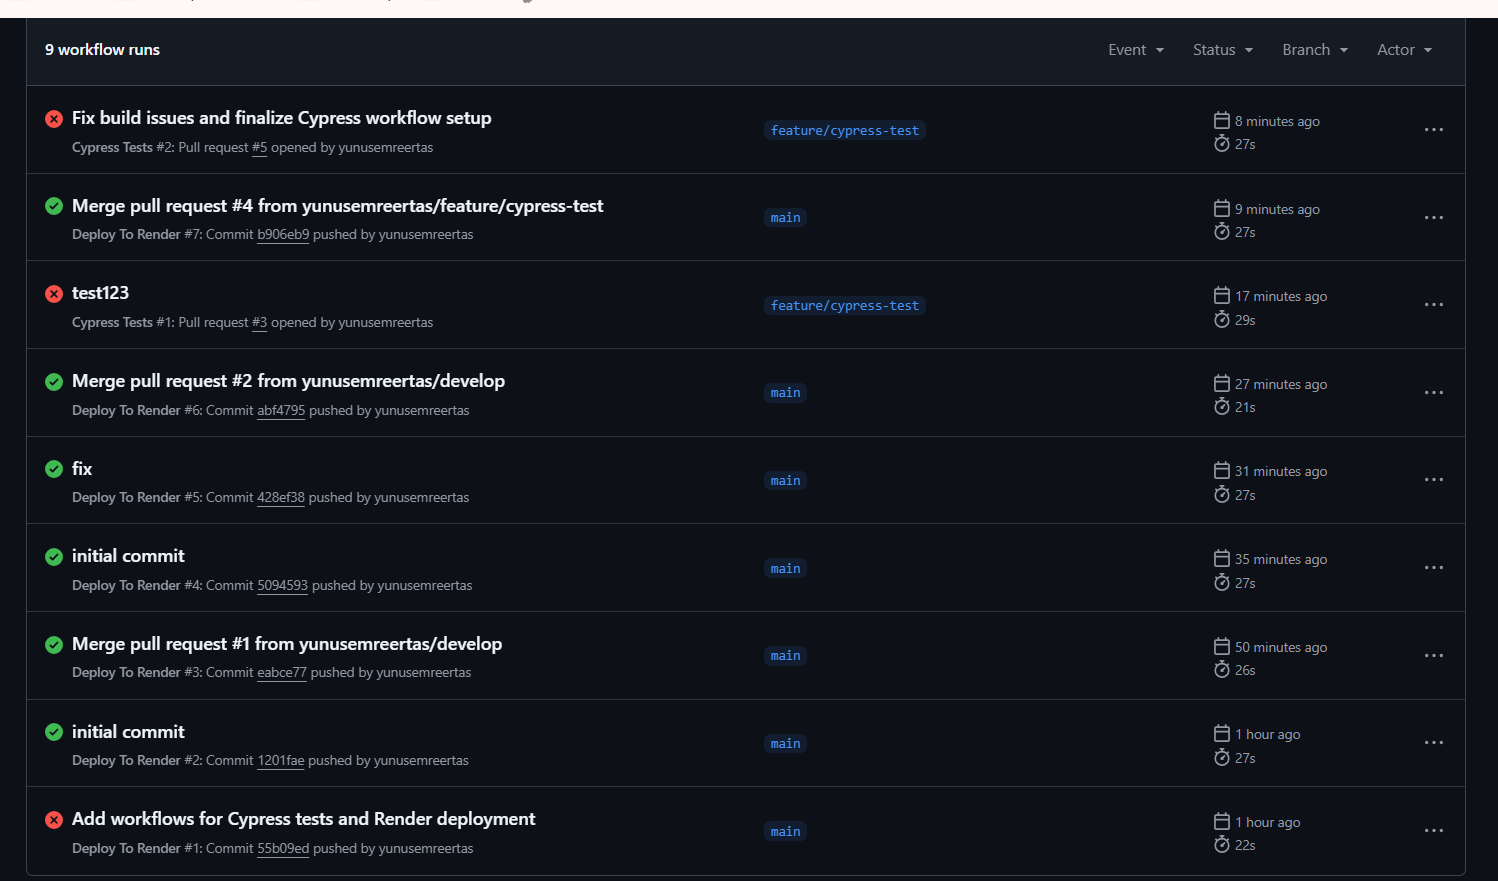 9 workflow runs
Event Status Branch Actor
Fix build issues and finalize Cypress workflow setup
Cypress Tests #2: Pull request #5 opened by yunusemreertas
feature/cypress-test
8 minutes ago
27s
Merge pull request #4 from yunusemreertas/feature/cypress-test
Deploy To Render #7: Commit b906eb9 pushed by yunusemreertas
main
9 minutes ago
27s
test123
Cypress Tests #1: Pull request #3 opened by yunusemreertas
feature/cypress-test
17 minutes ago
29s
Merge pull request #2 from yunusemreertas/develop
Deploy To Render #6: Commit abf4795 pushed by yunusemreertas
main
27 minutes ago
21s
fix
Deploy To Render #5: Commit 428ef38 pushed by yunusemreertas
main
31 minutes ago
27s
initial commit
Deploy To Render #4: Commit 5094593 pushed by yunusemreertas
main
35 minutes ago
27s
Merge pull request #1 from yunusemreertas/develop
Deploy To Render #3: Commit eabce77 pushed by yunusemreertas
main
50 minutes ago
26s
initial commit
Deploy To Render #2: Commit 1201fae pushed by yunusemreertas
main
1 hour ago
27s
Add workflows for Cypress tests and Render deployment
Deploy To Render #1: Commit 55b09ed pushed by yunusemreertas
main
1 hour ago
22s